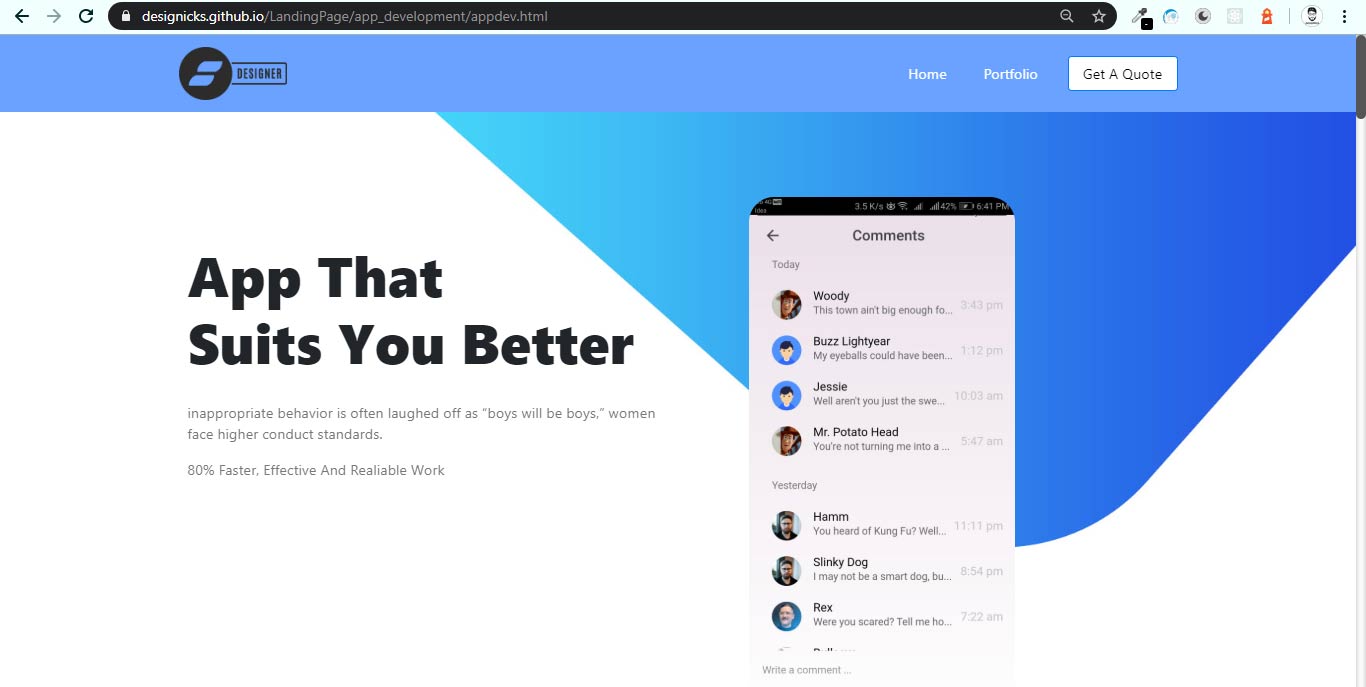 designicks.github.io/LandingPage/app_development/appdev.html
DESIGNER
Home
Portfolio
Get A Quote
App That
Suits You Better
inappropriate behavior is often laughed off as “boys will be boys,” women
face higher conduct standards.
80% Faster, Effective And Realiable Work
3.5 K/s 42% 6:41 PM
Idea
Comments
Today
Woody
This town ain't big enough fo... 3:43 pm
Buzz Lightyear
My eyeballs could have been... 1:12 pm
Jessie
Well aren't you just the swe... 10:03 am
Mr. Potato Head
You're not turning me into a ... 5:47 am
Yesterday
Hamm
You heard of Kung Fu? Well... 11:11 pm
Slinky Dog
I may not be a smart dog, bu... 8:54 pm
Rex
Were you scared? Tell me ho... 7:22 am
Write a comment ...